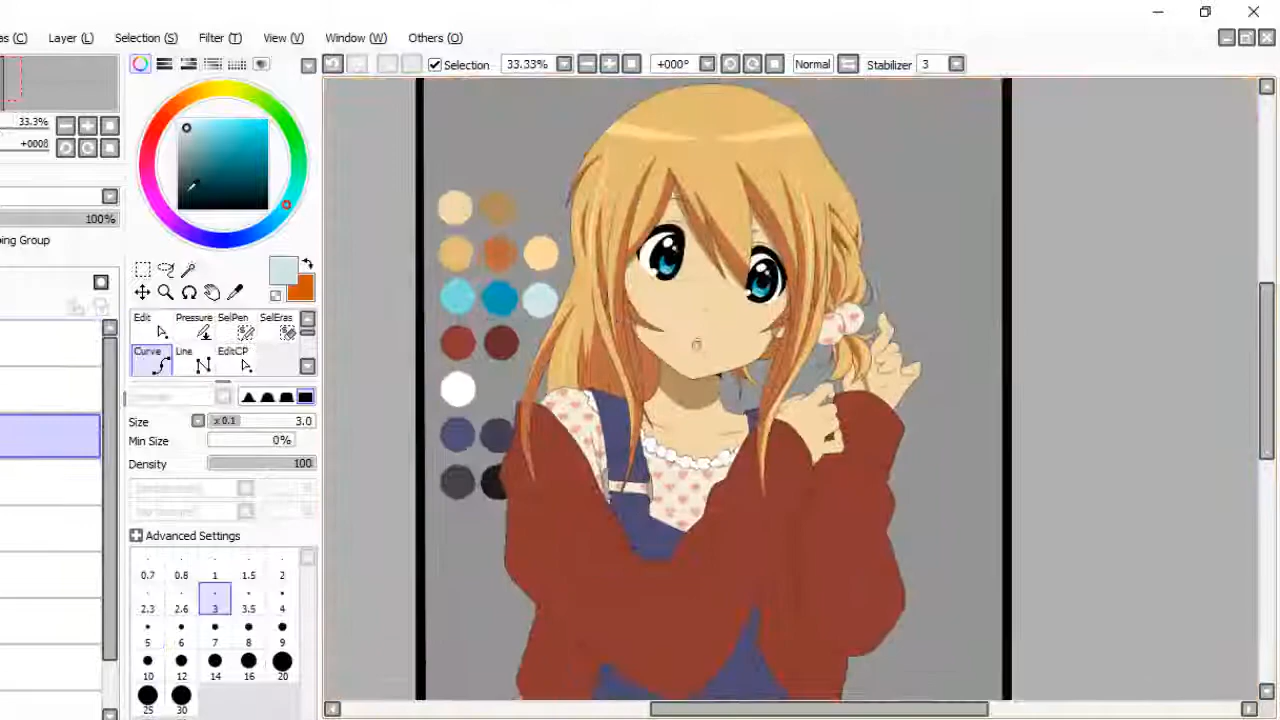 as (C) Layer (L) Selection (S) Filter (T) View (V) Window (W) Others (O)
Selection 33.33% +000° Normal Stabilizer 3
33.3%
+000°
100%
ping Group
Edit Pressure SelPen SelEras
Curve Line EditCP
Size x 0.1 3.0
Min Size 0%
Density 100
Advanced Settings
0.7 0.8 1 1.5 2
2.3 2.6 3 3.5 4
5 6 7 8 9
10 12 14 16 20
25 30